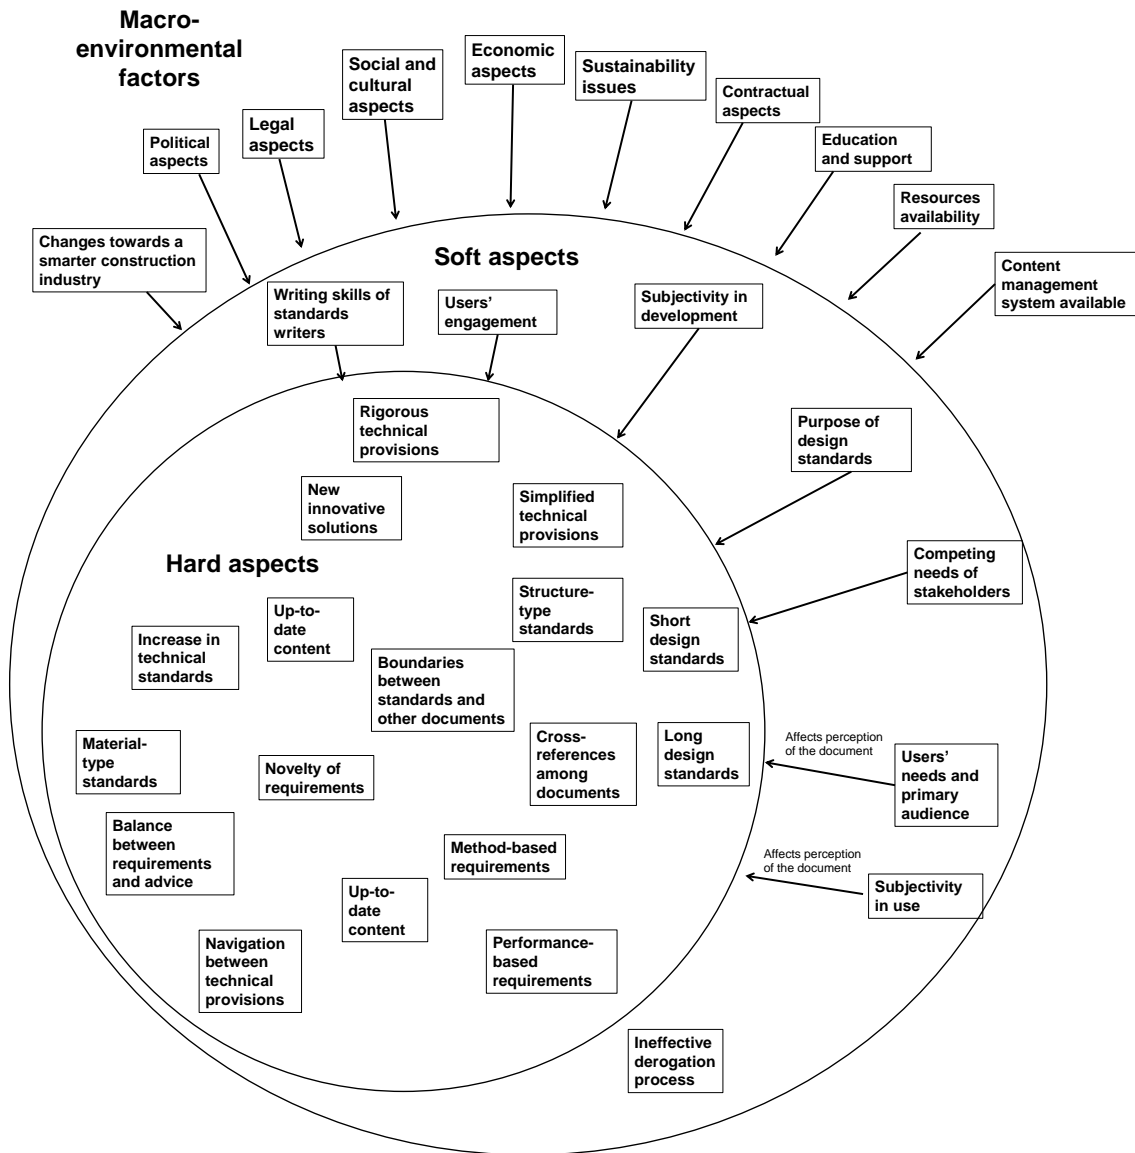 Macro-
environmental
factors
Economic
aspects
Social and
cultural
aspects
Sustainability
issues
Contractual
aspects
Legal
aspects
Political
aspects
Education
and support
Resources
availability
Changes towards a
smarter construction
industry
Content
management
system available
Soft aspects
Writing skills of
standards
writers
Users’
engagement
Subjectivity in
development
Rigorous
technical
provisions
Purpose of
design
standards
New
innovative
solutions
Simplified
technical
provisions
Hard aspects
Competing
needs of
stakeholders
Structure-
type
standards
Up-to-
date
content
Short
design
standards
Increase in
technical
standards
Boundaries
between
standards and
other documents
Material-
type
standards
Novelty of
requirements
Cross-
references
among
documents
Long
design
standards
Affects perception
of the document
Users’
needs and
primary
audience
Balance
between
requirements
and advice
Method-based
requirements
Affects perception
of the document
Subjectivity
in use
Up-to-
date
content
Navigation
between
technical
provisions
Performance-
based
requirements
Ineffective
derogation
process